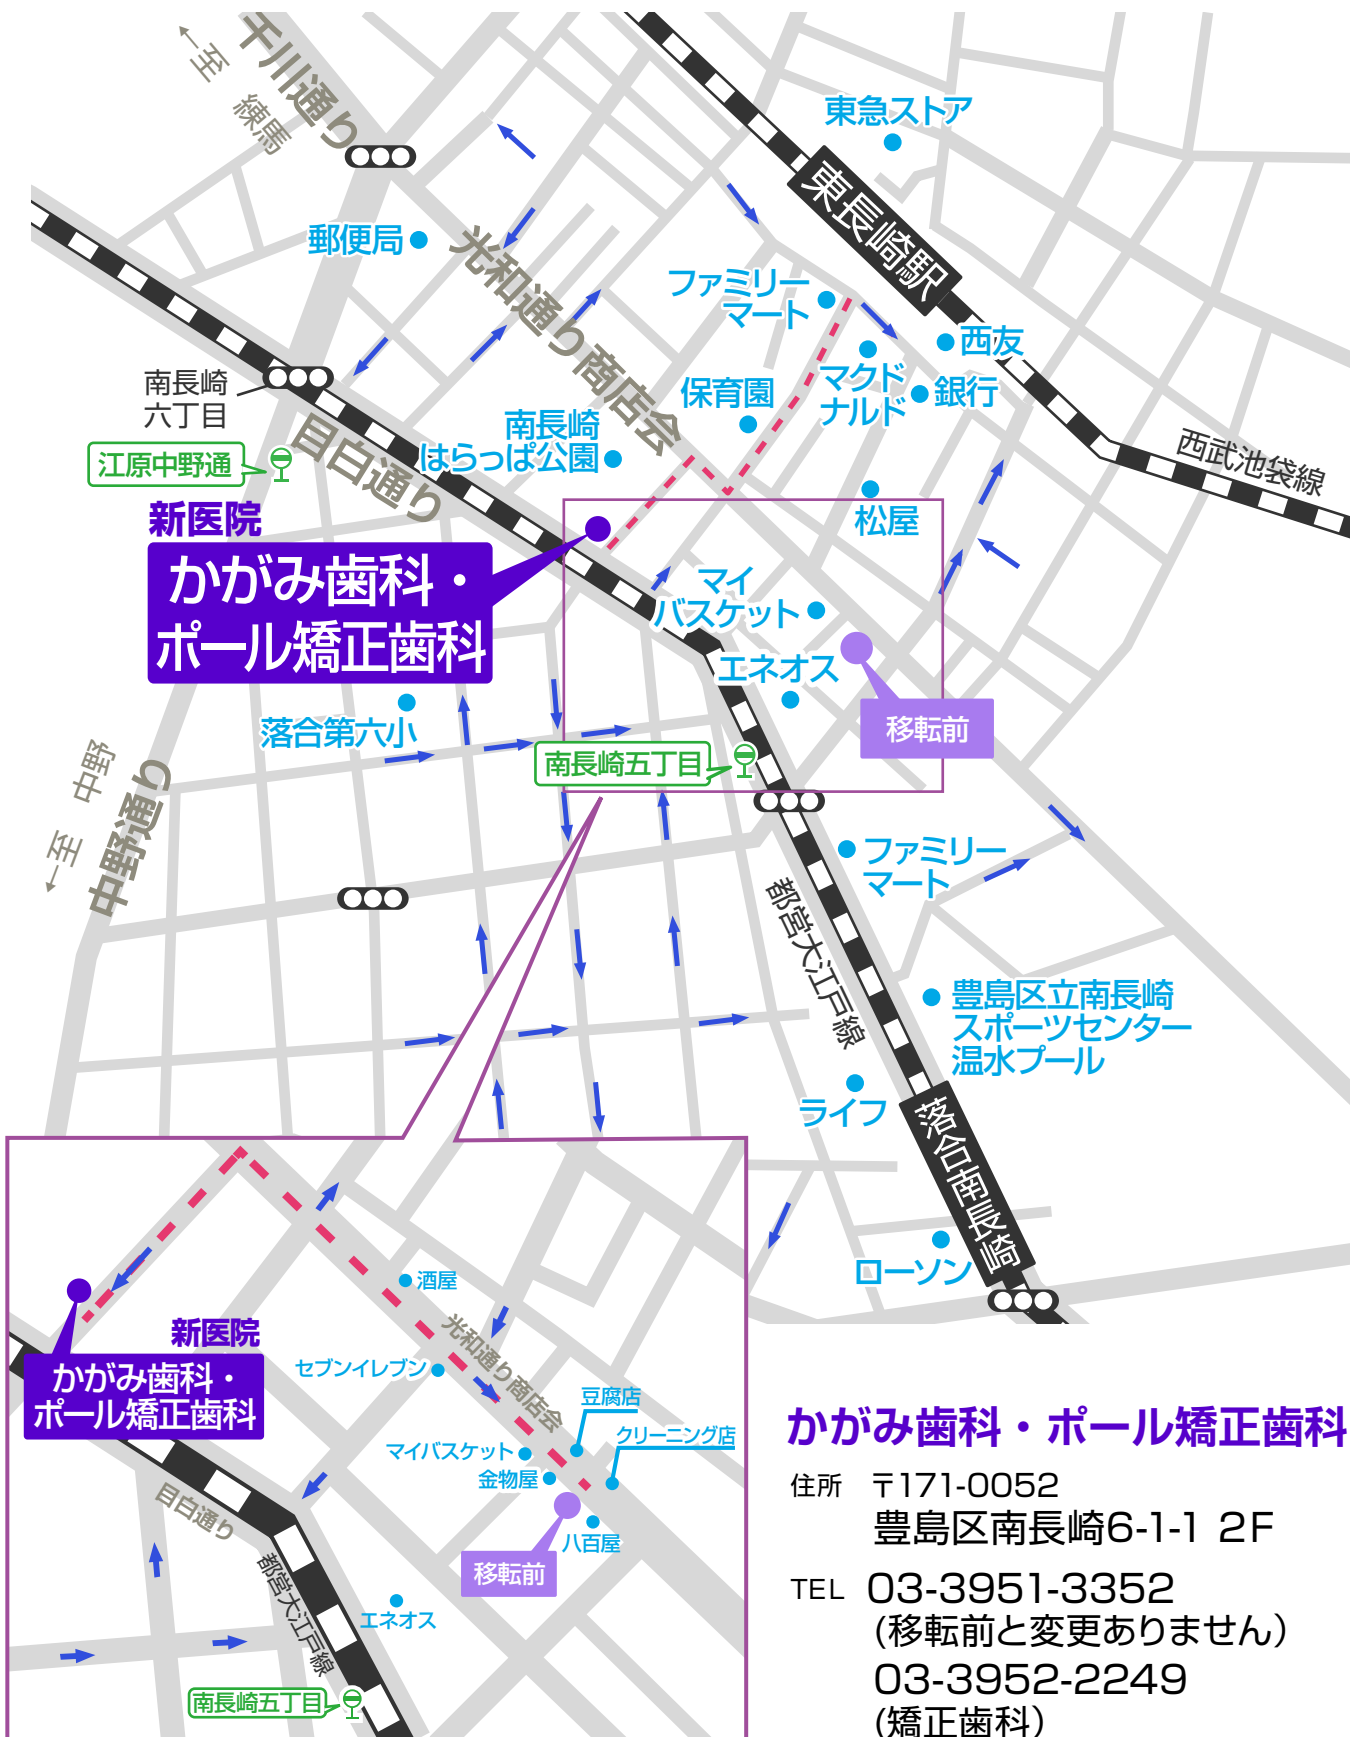 千川通り
←至 練馬
東急ストア
東長崎駅
郵便局
光和通り商店会
ファミリー
マート
西友
マクド
ナルド
銀行
保育園
南長崎
六丁目
南長崎
はらっぱ公園
目白通り
西武池袋線
江原中野通
松屋
新医院
かがみ歯科・
ポール矯正歯科
マイ
バスケット
エネオス
移転前
落合第六小
南長崎五丁目
←至 中野
中野通り
ファミリー
マート
都営大江戸線
豊島区立南長崎
スポーツセンター
温水プール
ライフ
落合南長崎
ローソン
酒屋
光和通り商店会
新医院
かがみ歯科・
ポール矯正歯科
セブンイレブン
豆腐店
クリーニング店
マイバスケット
金物屋
八百屋
移転前
目白通り
都営大江戸線
エネオス
南長崎五丁目
かがみ歯科・ポール矯正歯科
住所 〒171-0052
豊島区南長崎6-1-1 2F
TEL 03-3951-3352
(移転前と変更ありません)
03-3952-2249
(矯正歯科)